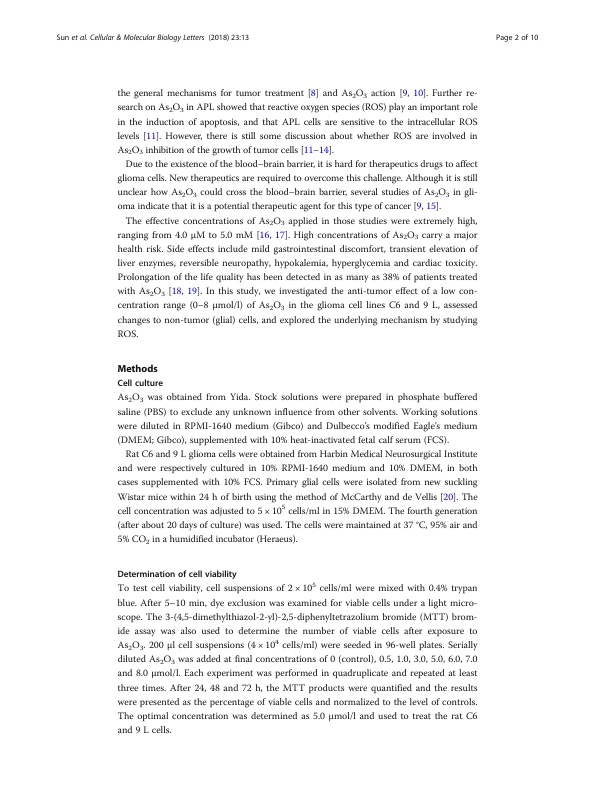 Sun et al. Cellular & Molecular Biology Letters (2018) 23:13
Page 2 of 10
the general mechanisms for tumor treatment [8] and As₂O₃ action [9, 10]. Further re-
search on As₂O₃ in APL showed that reactive oxygen species (ROS) play an important role
in the induction of apoptosis, and that APL cells are sensitive to the intracellular ROS
levels [11]. However, there is still some discussion about whether ROS are involved in
As₂O₃ inhibition of the growth of tumor cells [11–14].
Due to the existence of the blood–brain barrier, it is hard for therapeutics drugs to affect
glioma cells. New therapeutics are required to overcome this challenge. Although it is still
unclear how As₂O₃ could cross the blood–brain barrier, several studies of As₂O₃ in gli-
oma indicate that it is a potential therapeutic agent for this type of cancer [9, 15].
The effective concentrations of As₂O₃ applied in those studies were extremely high,
ranging from 4.0 μM to 5.0 mM [16, 17]. High concentrations of As₂O₃ carry a major
health risk. Side effects include mild gastrointestinal discomfort, transient elevation of
liver enzymes, reversible neuropathy, hypokalemia, hyperglycemia and cardiac toxicity.
Prolongation of the life quality has been detected in as many as 38% of patients treated
with As₂O₃ [18, 19]. In this study, we investigated the anti-tumor effect of a low con-
centration range (0–8 μmol/l) of As₂O₃ in the glioma cell lines C6 and 9 L, assessed
changes to non-tumor (glial) cells, and explored the underlying mechanism by studying
ROS.
Methods
Cell culture
As₂O₃ was obtained from Yida. Stock solutions were prepared in phosphate buffered
saline (PBS) to exclude any unknown influence from other solvents. Working solutions
were diluted in RPMI-1640 medium (Gibco) and Dulbecco's modified Eagle's medium
(DMEM; Gibco), supplemented with 10% heat-inactivated fetal calf serum (FCS).
Rat C6 and 9 L glioma cells were obtained from Harbin Medical Neurosurgical Institute
and were respectively cultured in 10% RPMI-1640 medium and 10% DMEM, in both
cases supplemented with 10% FCS. Primary glial cells were isolated from new suckling
Wistar mice within 24 h of birth using the method of McCarthy and de Vellis [20]. The
cell concentration was adjusted to 5 × 10⁵ cells/ml in 15% DMEM. The fourth generation
(after about 20 days of culture) was used. The cells were maintained at 37 °C, 95% air and
5% CO₂ in a humidified incubator (Heraeus).
Determination of cell viability
To test cell viability, cell suspensions of 2 × 10⁵ cells/ml were mixed with 0.4% trypan
blue. After 5–10 min, dye exclusion was examined for viable cells under a light micro-
scope. The 3-(4,5-dimethylthiazol-2-yl)-2,5-diphenyltetrazolium bromide (MTT) brom-
ide assay was also used to determine the number of viable cells after exposure to
As₂O₃. 200 μl cell suspensions (4 × 10⁴ cells/ml) were seeded in 96-well plates. Serially
diluted As₂O₃ was added at final concentrations of 0 (control), 0.5, 1.0, 3.0, 5.0, 6.0, 7.0
and 8.0 μmol/l. Each experiment was performed in quadruplicate and repeated at least
three times. After 24, 48 and 72 h, the MTT products were quantified and the results
were presented as the percentage of viable cells and normalized to the level of controls.
The optimal concentration was determined as 5.0 μmol/l and used to treat the rat C6
and 9 L cells.